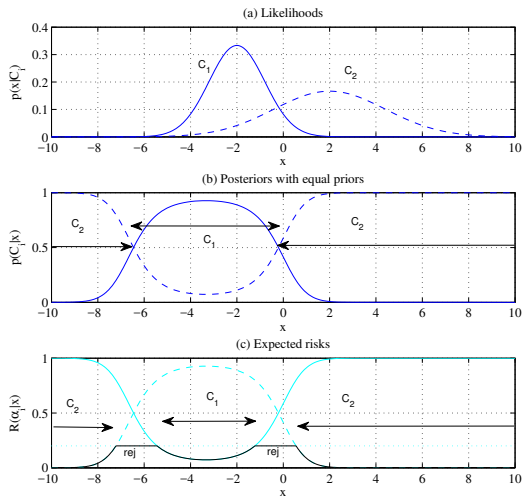 (a) Likelihoods
0.4
0.3
0.2
0.1
0
p(x|C_i)
C_1
C_2
−10 −8 −6 −4 −2 0 2 4 6 8 10
x
(b) Posteriors with equal priors
1
0.5
0
p(C_i|x)
C_2
C_1
C_2
−10 −8 −6 −4 −2 0 2 4 6 8 10
x
(c) Expected risks
1
0.5
0
R(α_i|x)
C_2
C_1
C_2
rej
rej
−10 −8 −6 −4 −2 0 2 4 6 8 10
x